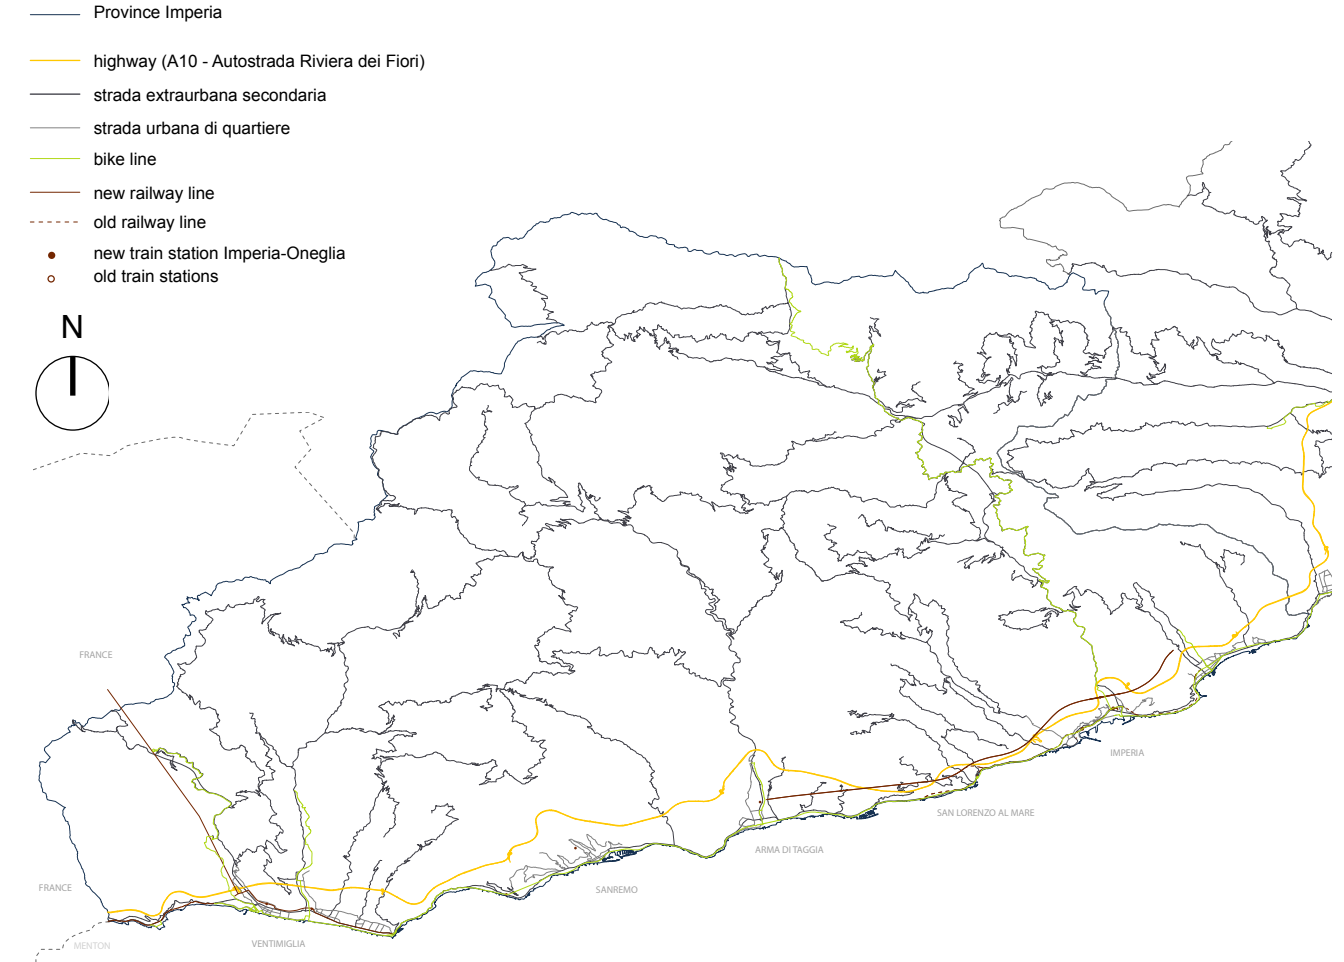 Province Imperia
highway (A10 - Autostrada Riviera dei Fiori)
strada extraurbana secondaria
strada urbana di quartiere
bike line
new railway line
old railway line
new train station Imperia-Oneglia
old train stations
N
FRANCE
IMPERIA
SAN LORENZO AL MARE
ARMA DI TAGGIA
FRANCE
SANREMO
MENTON
VENTIMIGLIA